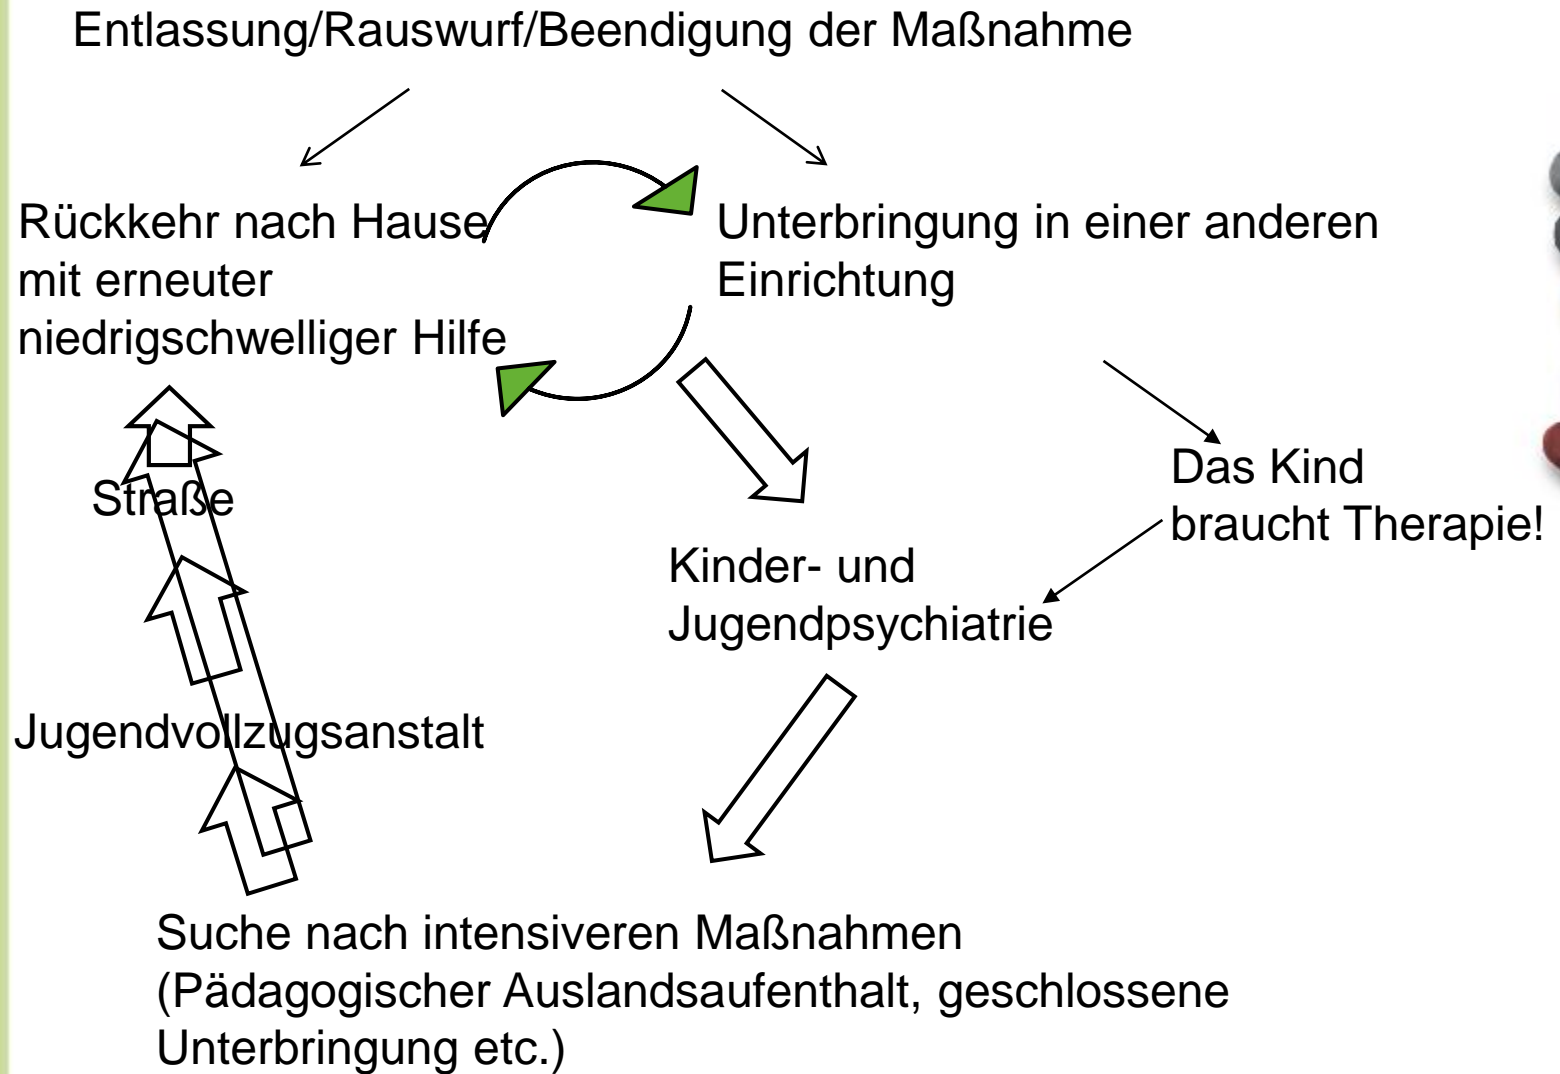 Entlassung/Rauswurf/Beendigung der Maßnahme
Rückkehr nach Hause
mit erneuter
niedrigschwelliger Hilfe
Unterbringung in einer anderen
Einrichtung
Straße
Das Kind
braucht Therapie!
Kinder- und
Jugendpsychiatrie
Jugendvollzugsanstalt
Suche nach intensiveren Maßnahmen
(Pädagogischer Auslandsaufenthalt, geschlossene
Unterbringung etc.)